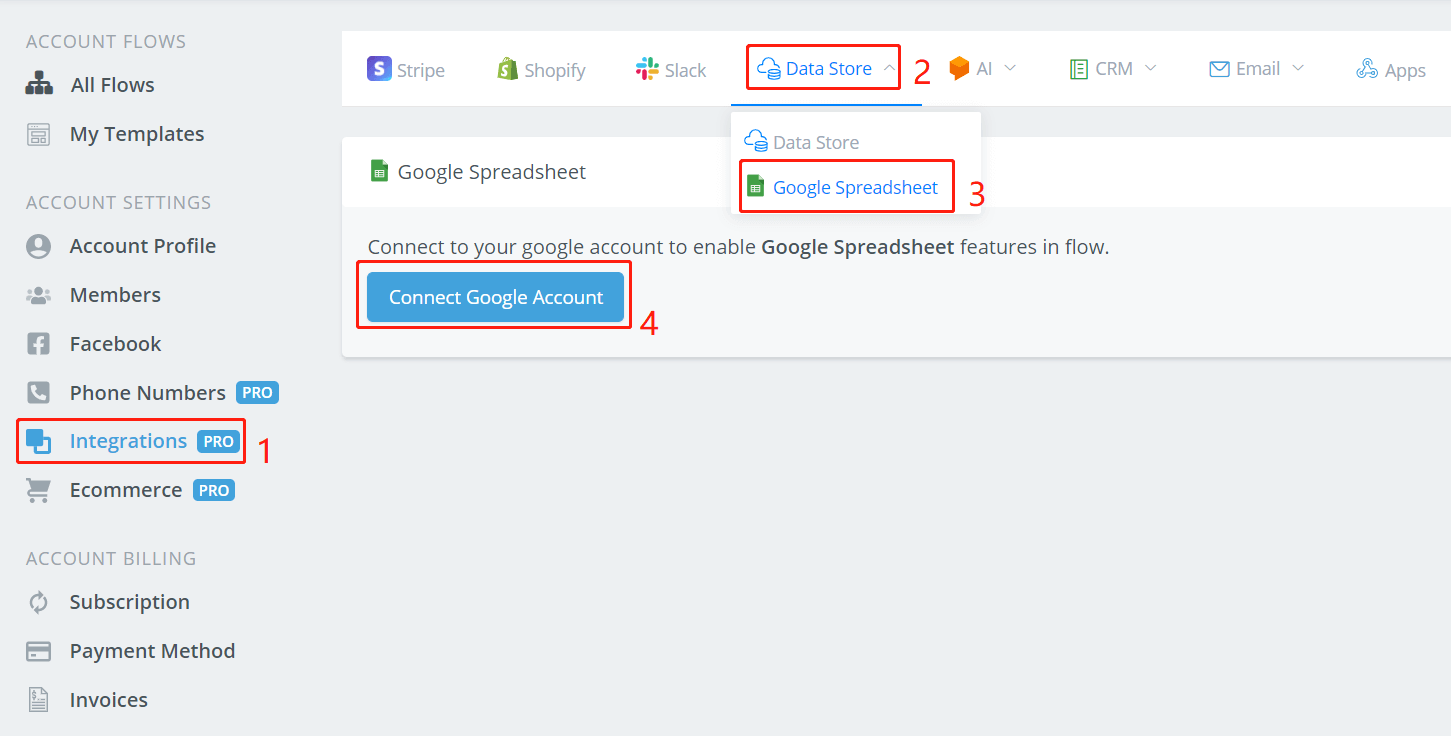 ACCOUNT FLOWS
All Flows
My Templates
ACCOUNT SETTINGS
Account Profile
Members
Facebook
Phone Numbers PRO
Integrations PRO 1
Ecommerce PRO
ACCOUNT BILLING
Subscription
Payment Method
Invoices
S Stripe Shopify Slack Data Store 2 AI CRM Email Apps
Data Store
Google Spreadsheet 3
Google Spreadsheet
Connect to your google account to enable Google Spreadsheet features in flow.
Connect Google Account 4